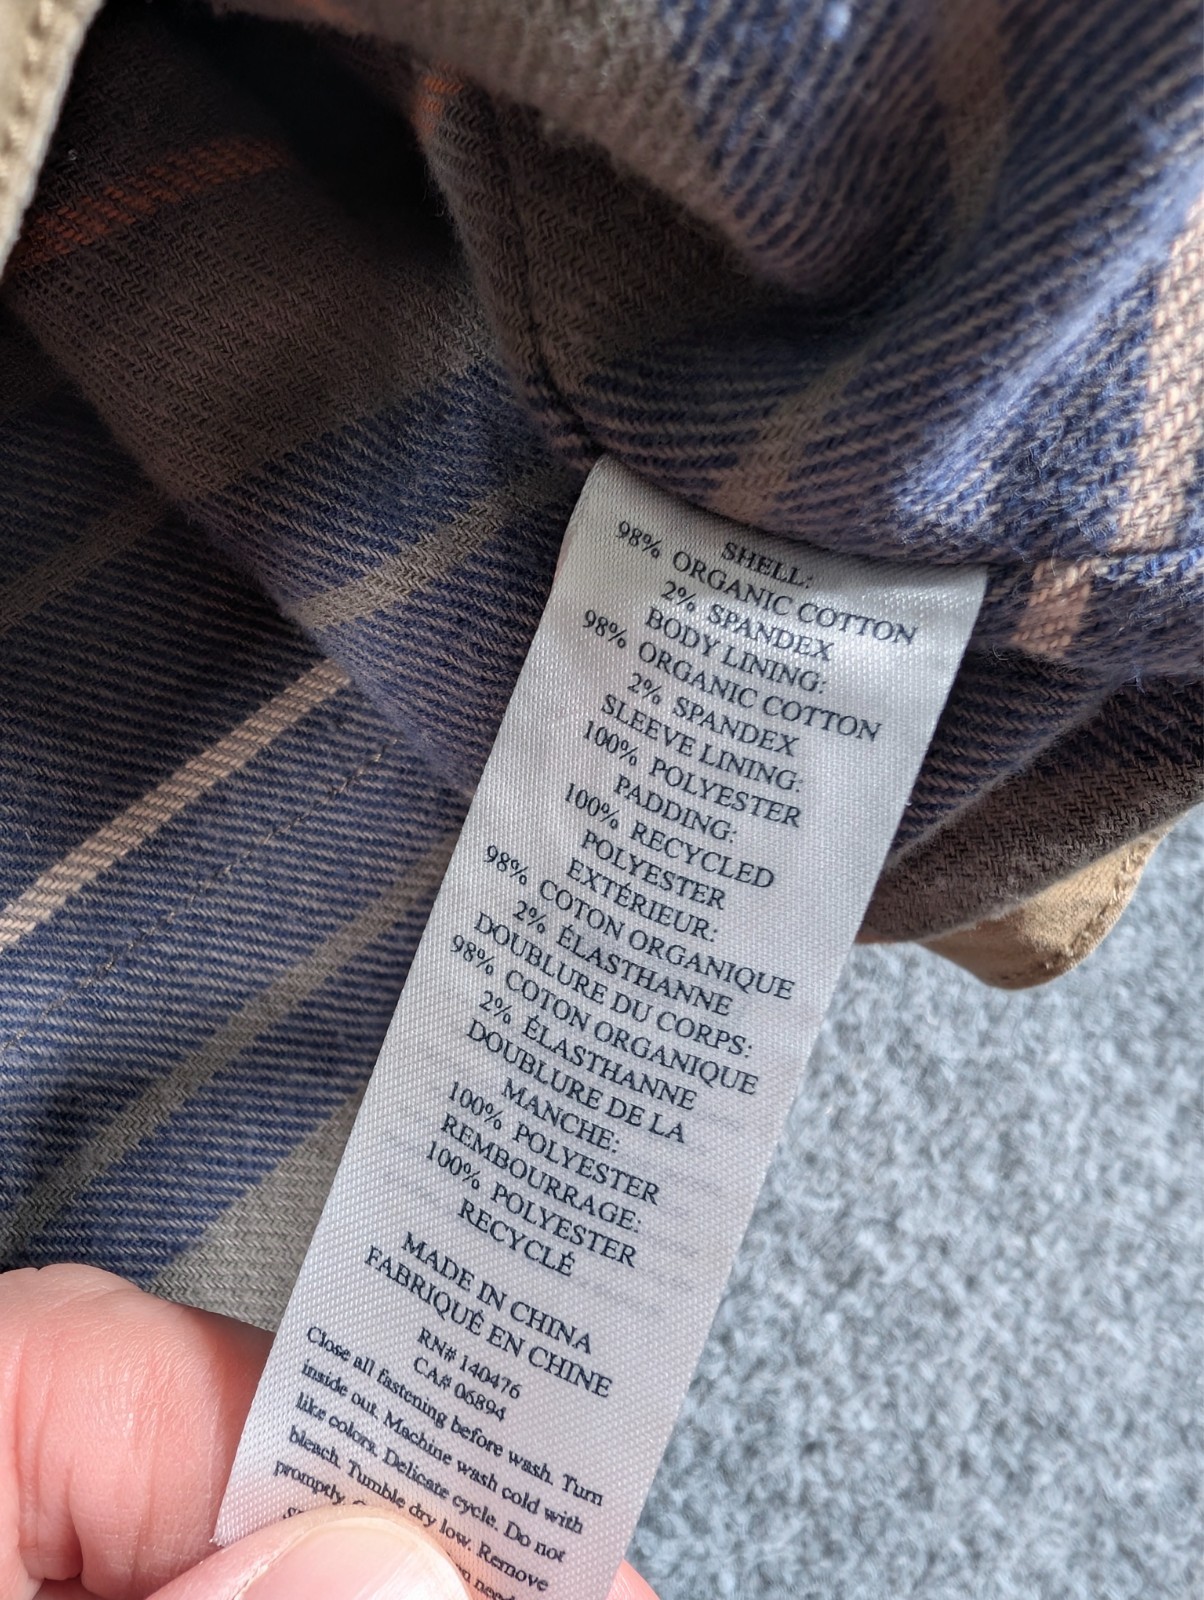 SHELL:
98% ORGANIC COTTON
2% SPANDEX
BODY LINING:
98% ORGANIC COTTON
2% SPANDEX
SLEEVE LINING:
100% POLYESTER
PADDING:
100% RECYCLED
POLYESTER
EXTÉRIEUR:
98% COTON ORGANIQUE
2% ÉLASTHANNE
DOUBLURE DU CORPS:
98% COTON ORGANIQUE
2% ÉLASTHANNE
DOUBLURE DE LA
MANCHE:
100% POLYESTER
REMBOURRAGE:
100% POLYESTER
RECYCLÉ
MADE IN CHINA
FABRIQUÉ EN CHINE
RN# 140476
CA# 06894
Close all fastening before wash. Turn
inside out. Machine wash cold with
like colors. Delicate cycle. Do not
bleach. Tumble dry low. Remove
promptly.